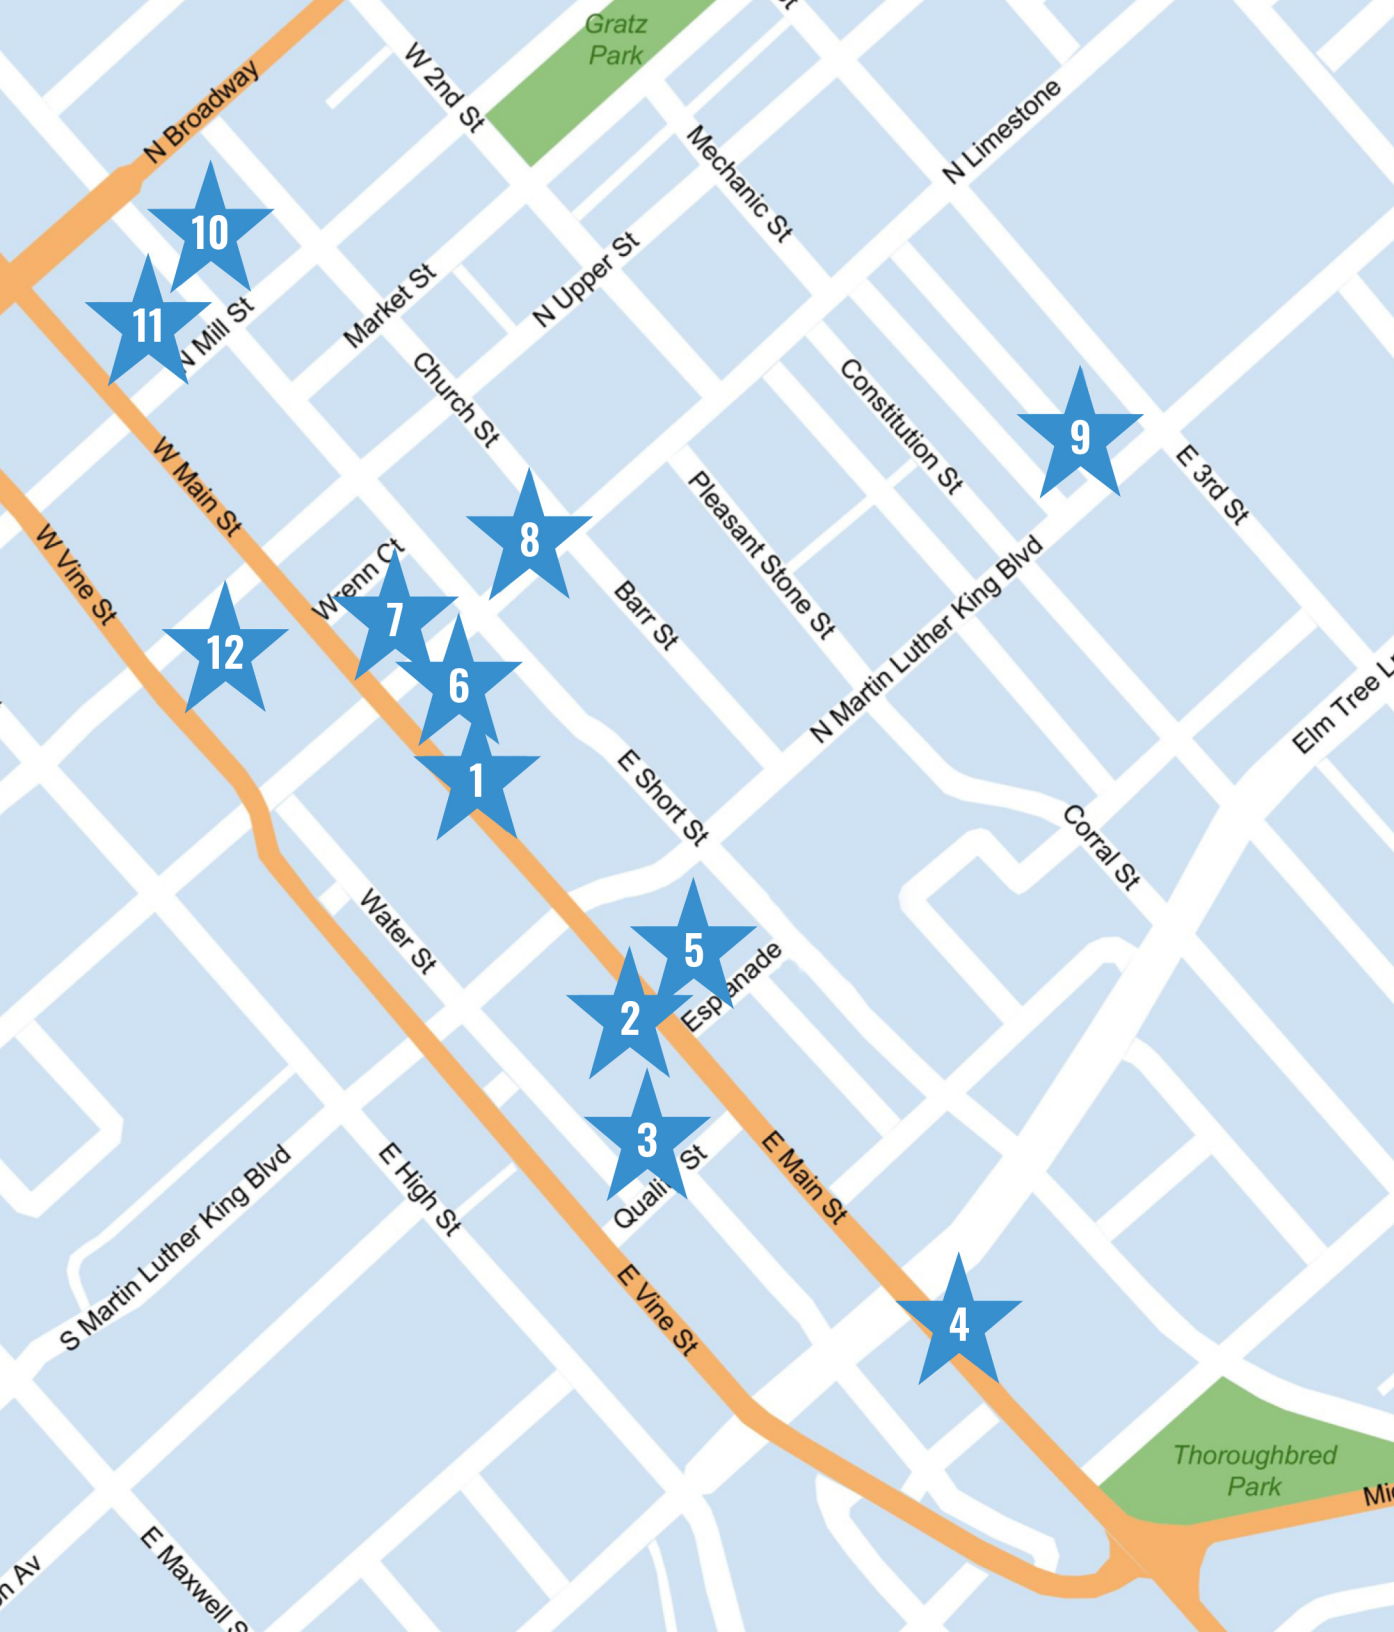 Gratz
Park
W 2nd St
N Broadway
Mechanic St
N Limestone
10
N Upper St
Market St
11
N Mill St
Church St
Constitution St
9
W Main St
E 3rd St
Pleasant Stone St
8
W Vine St
Wrenn Ct
7
Barr St
N Martin Luther King Blvd
12
6
Elm Tree L
1
E Short St
Corral St
Water St
5
Esplanade
2
3
Quality St
E Main St
E High St
S Martin Luther King Blvd
E Vine St
4
Thoroughbred
Park
E Maxwell S
n Av